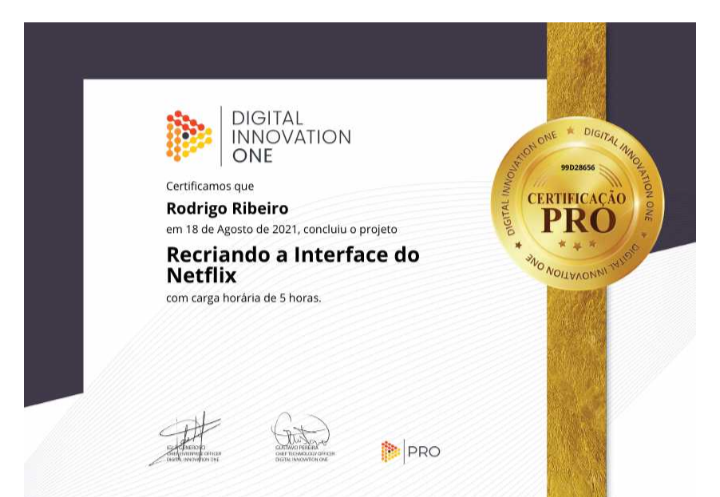 DIGITAL
INNOVATION
ONE
Certificamos que
Rodrigo Ribeiro
em 18 de Agosto de 2021, concluiu o projeto
Recriando a Interface do
Netflix
com carga horária de 5 horas.
DIGITAL INNOVATION ONE ★ DIGITAL INNOVATION ONE ★ DIGITAL INNOVATION ONE ★
99D28656
CERTIFICAÇÃO
PRO
DIGITAL INNOVATION ONE
GUSTAVO PEREIRA
CHIEF TECHNOLOGY OFFICER
DIGITAL INNOVATION ONE
PRO